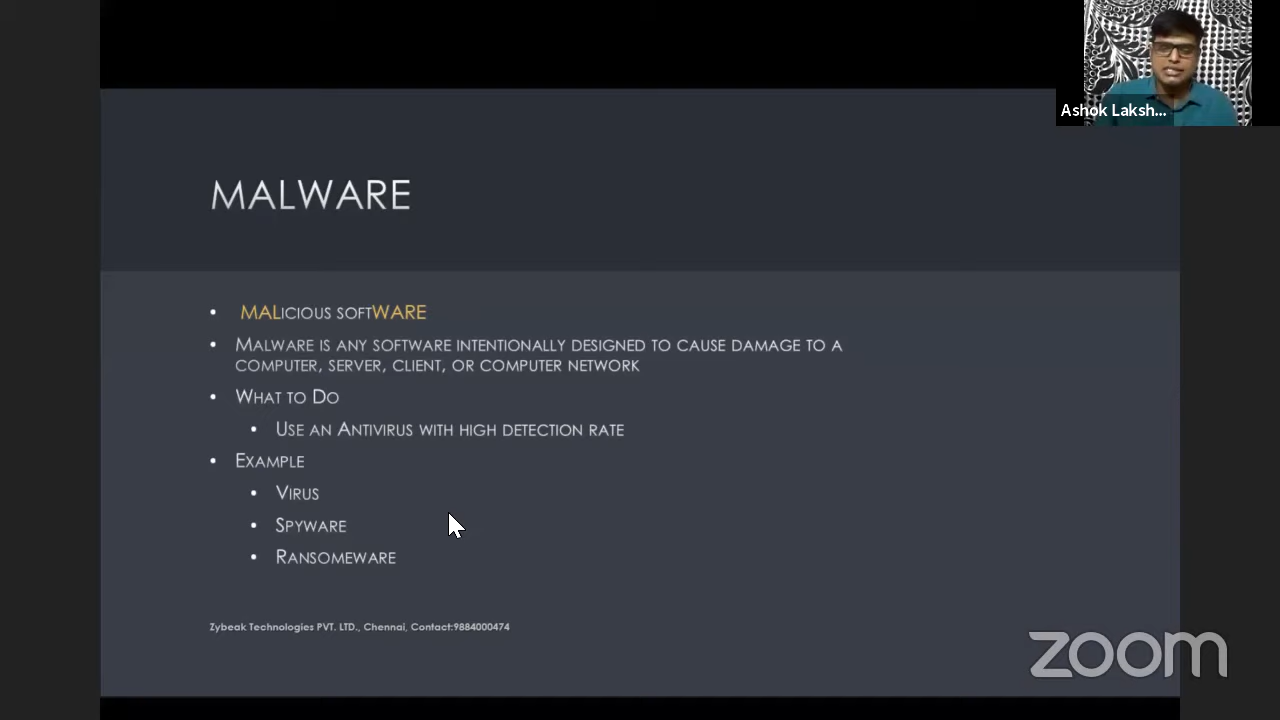 Ashok Laksh...
MALWARE
• MALICIOUS SOFTWARE
• MALWARE IS ANY SOFTWARE INTENTIONALLY DESIGNED TO CAUSE DAMAGE TO A
COMPUTER, SERVER, CLIENT, OR COMPUTER NETWORK
• WHAT TO DO
• USE AN ANTIVIRUS WITH HIGH DETECTION RATE
• EXAMPLE
• VIRUS
• SPYWARE
• RANSOMEWARE
Zybeak Technologies PVT. LTD., Chennai, Contact:9884000474
zoom